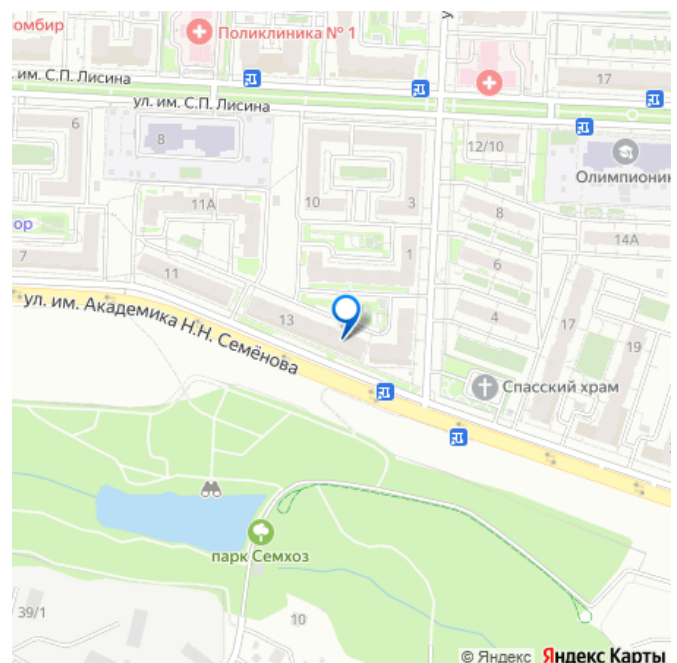 омбир
Поликлиника № 1
им. С.П. Лисина
ул. им. С.П. Лисина
17
6
8
12/10
Олимпионик
11А
10
3
8
ор
14А
7
11
1
6
ул. им. Академика Н.Н. Семёнова
13
4
17
19
Спасский храм
парк Семхоз
39/1
10
© Яндекс Яндекс Карты